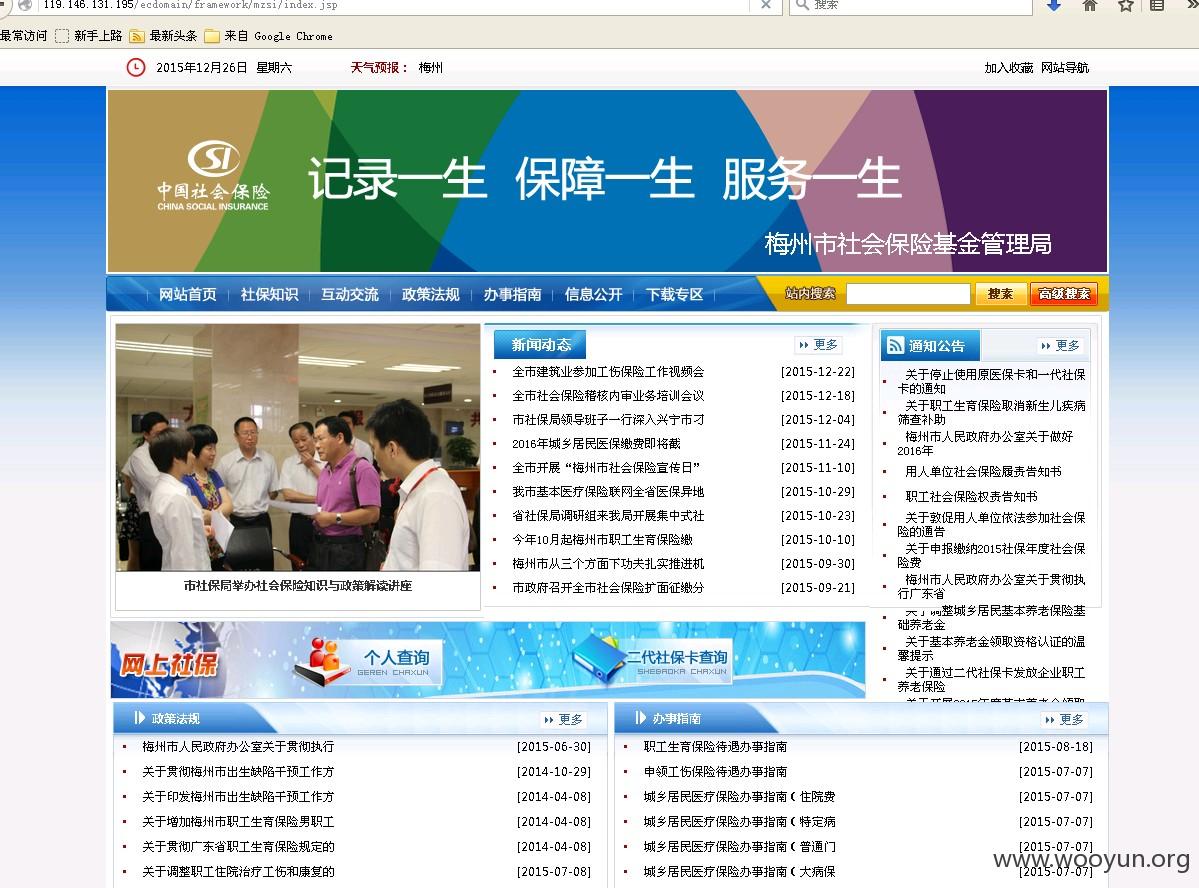 119.146.131.195/ecdomain/framework/mzsi/index.jsp
搜索
最常访问 新手上路 最新头条 来自 Google Chrome
2015年12月26日 星期六 天气预报： 梅州
加入收藏 网站导航
中国社会保险
CHINA SOCIAL INSURANCE
记录一生 保障一生 服务一生
梅州市社会保险基金管理局
网站首页 社保知识 互动交流 政策法规 办事指南 信息公开 下载专区
站内搜索 搜索 高级搜索
市社保局举办社会保险知识与政策解读讲座
新闻动态 更多
全市建筑业参加工伤保险工作视频会 [2015-12-22]
全市社会保险稽核内审业务培训会议 [2015-12-18]
市社保局领导班子一行深入兴宁市刁 [2015-12-04]
2016年城乡居民医保缴费即将截 [2015-11-24]
全市开展“梅州市社会保险宣传日” [2015-11-10]
我市基本医疗保险联网全省医保异地 [2015-10-29]
省社保局调研组来我局开展集中式社 [2015-10-23]
今年10月起梅州市职工生育保险缴 [2015-10-10]
梅州市从三个方面下功夫扎实推进机 [2015-09-30]
市政府召开全市社会保险扩面征缴分 [2015-09-21]
通知公告 更多
关于停止使用原医保卡和一代社保
卡的通知
关于职工生育保险取消新生儿疾病
筛查补助
梅州市人民政府办公室关于做好
2016年
用人单位社会保险履责告知书
职工社会保险权责告知书
关于敦促用人单位依法参加社会保
险的通告
关于申报缴纳2015社保年度社会保
险费
梅州市人民政府办公室关于贯彻执
行广东省
关于调整城乡居民基本养老保险基
础养老金
关于基本养老金领取资格认证的温
馨提示
关于通过二代社保卡发放企业职工
养老保险
网上社保
个人查询
GEREN CHAXUN
二代社保卡查询
SHEBAOKA CHAXUN
政策法规 更多
梅州市人民政府办公室关于贯彻执行 [2015-06-30]
关于贯彻梅州市出生缺陷干预工作方 [2014-10-29]
关于印发梅州市出生缺陷干预工作方 [2014-04-08]
关于增加梅州市职工生育保险男职工 [2014-04-08]
关于贯彻广东省职工生育保险规定的 [2014-04-08]
关于调整职工住院治疗工伤和康复的 [2015-07-08]
办事指南 更多
职工生育保险待遇办事指南 [2015-08-18]
申领工伤保险待遇办事指南 [2015-07-07]
城乡居民医疗保险办事指南（住院费 [2015-07-07]
城乡居民医疗保险办事指南（特定病 [2015-07-07]
城乡居民医疗保险办事指南（普通门 [2015-07-07]
城乡居民医疗保险办事指南（大病保 [2015-07-07]
www.wooyun.org